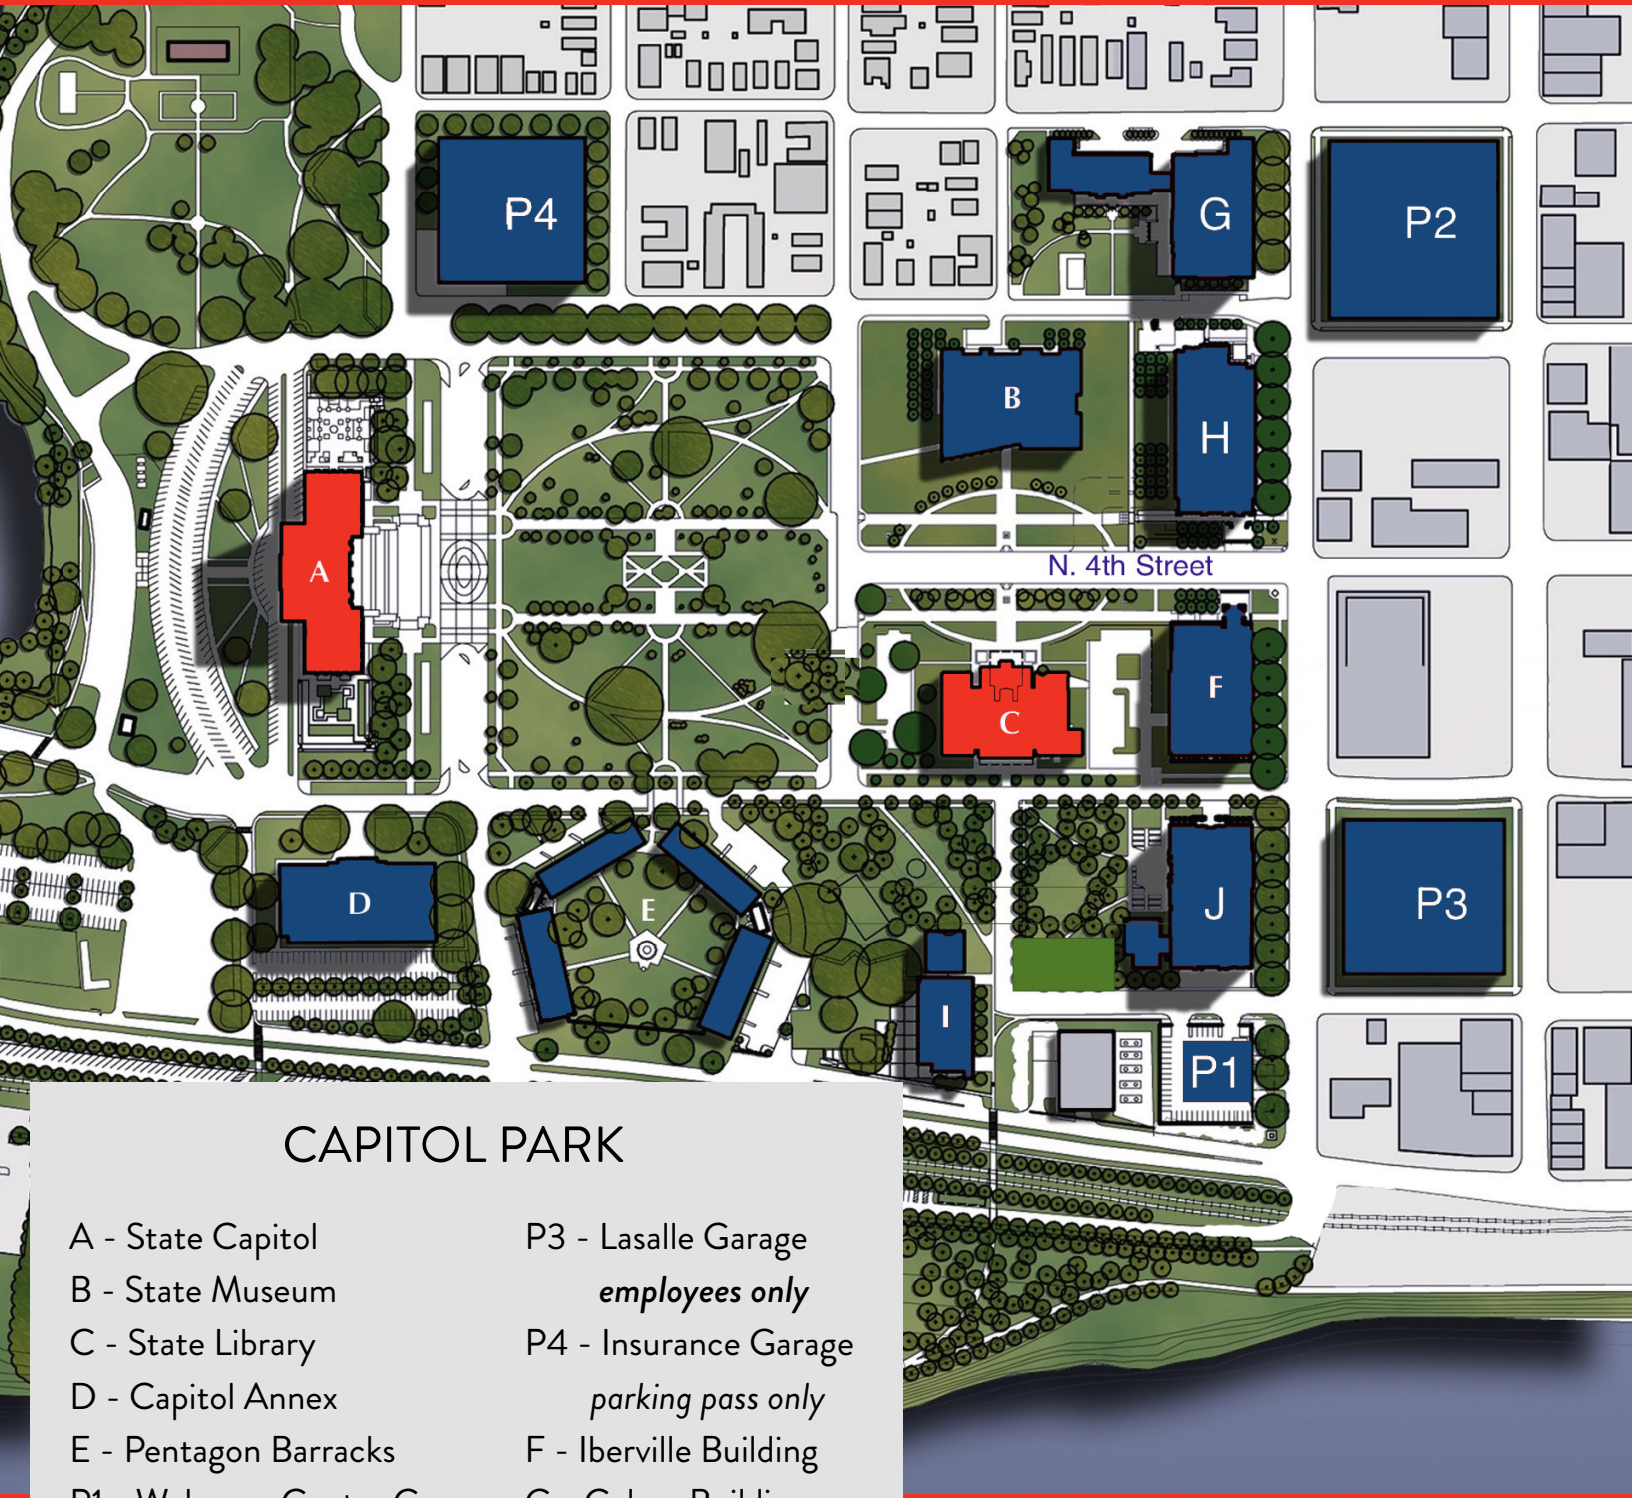 P4
G
P2
B
H
A
N. 4th Street
F
C
D
E
J
P3
I
P1
CAPITOL PARK
A - State Capitol
B - State Museum
C - State Library
D - Capitol Annex
E - Pentagon Barracks
P3 - Lasalle Garage
employees only
P4 - Insurance Garage
parking pass only
F - Iberville Building